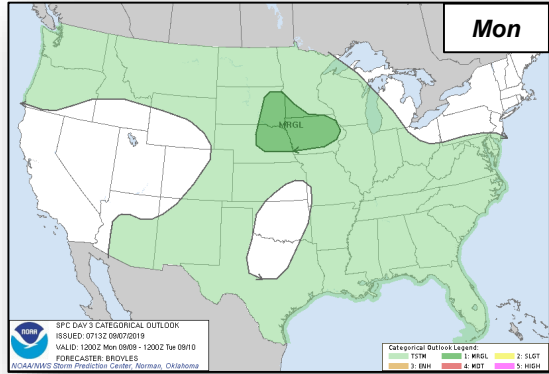 Mon
MRGL
NOAA
SPC DAY 3 CATEGORICAL OUTLOOK
ISSUED: 0713Z 09/07/2019
VALID: 1200Z Mon 09/09 - 1200Z Tue 09/10
FORECASTER: BROYLES
NOAA/NWS Storm Prediction Center, Norman, Oklahoma
Categorical Outlook Legend:
TSTM 1: MRGL 2: SLGT
3: ENH 4: MDT 5: HIGH